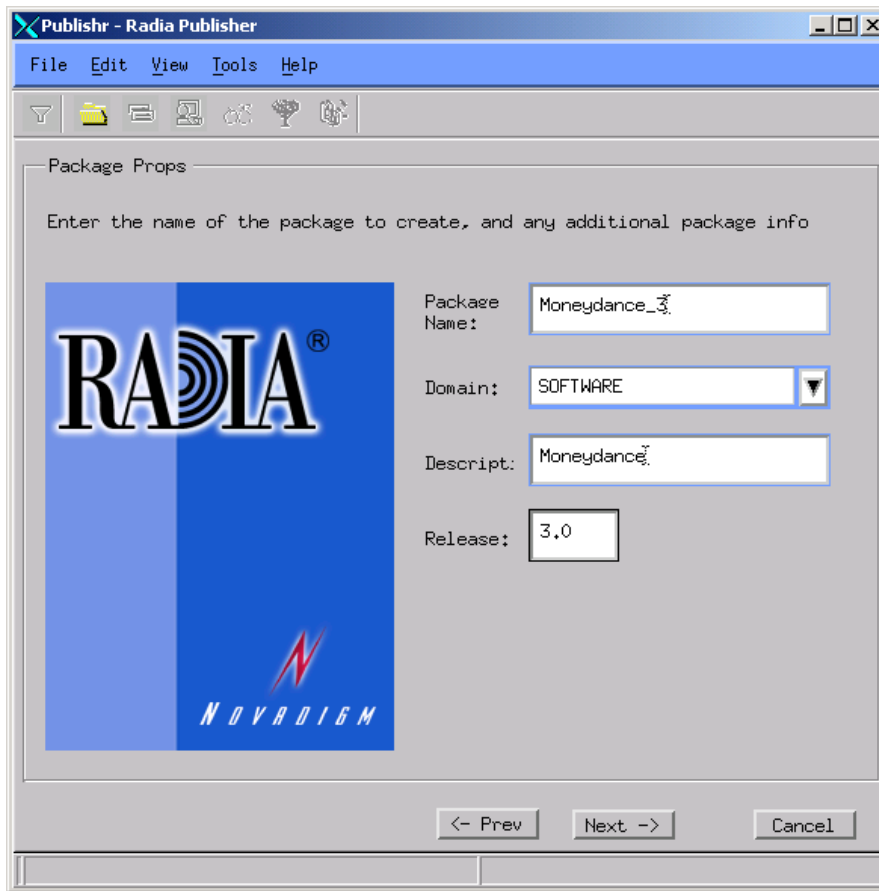 Publishr - Radia Publisher
File Edit View Tools Help
Package Props
Enter the name of the package to create, and any additional package info
RADIA®
NOVADIGM
Package Name:
Moneydance_3
Domain:
SOFTWARE
Descript:
Moneydance
Release:
3.0
<- Prev
Next ->
Cancel